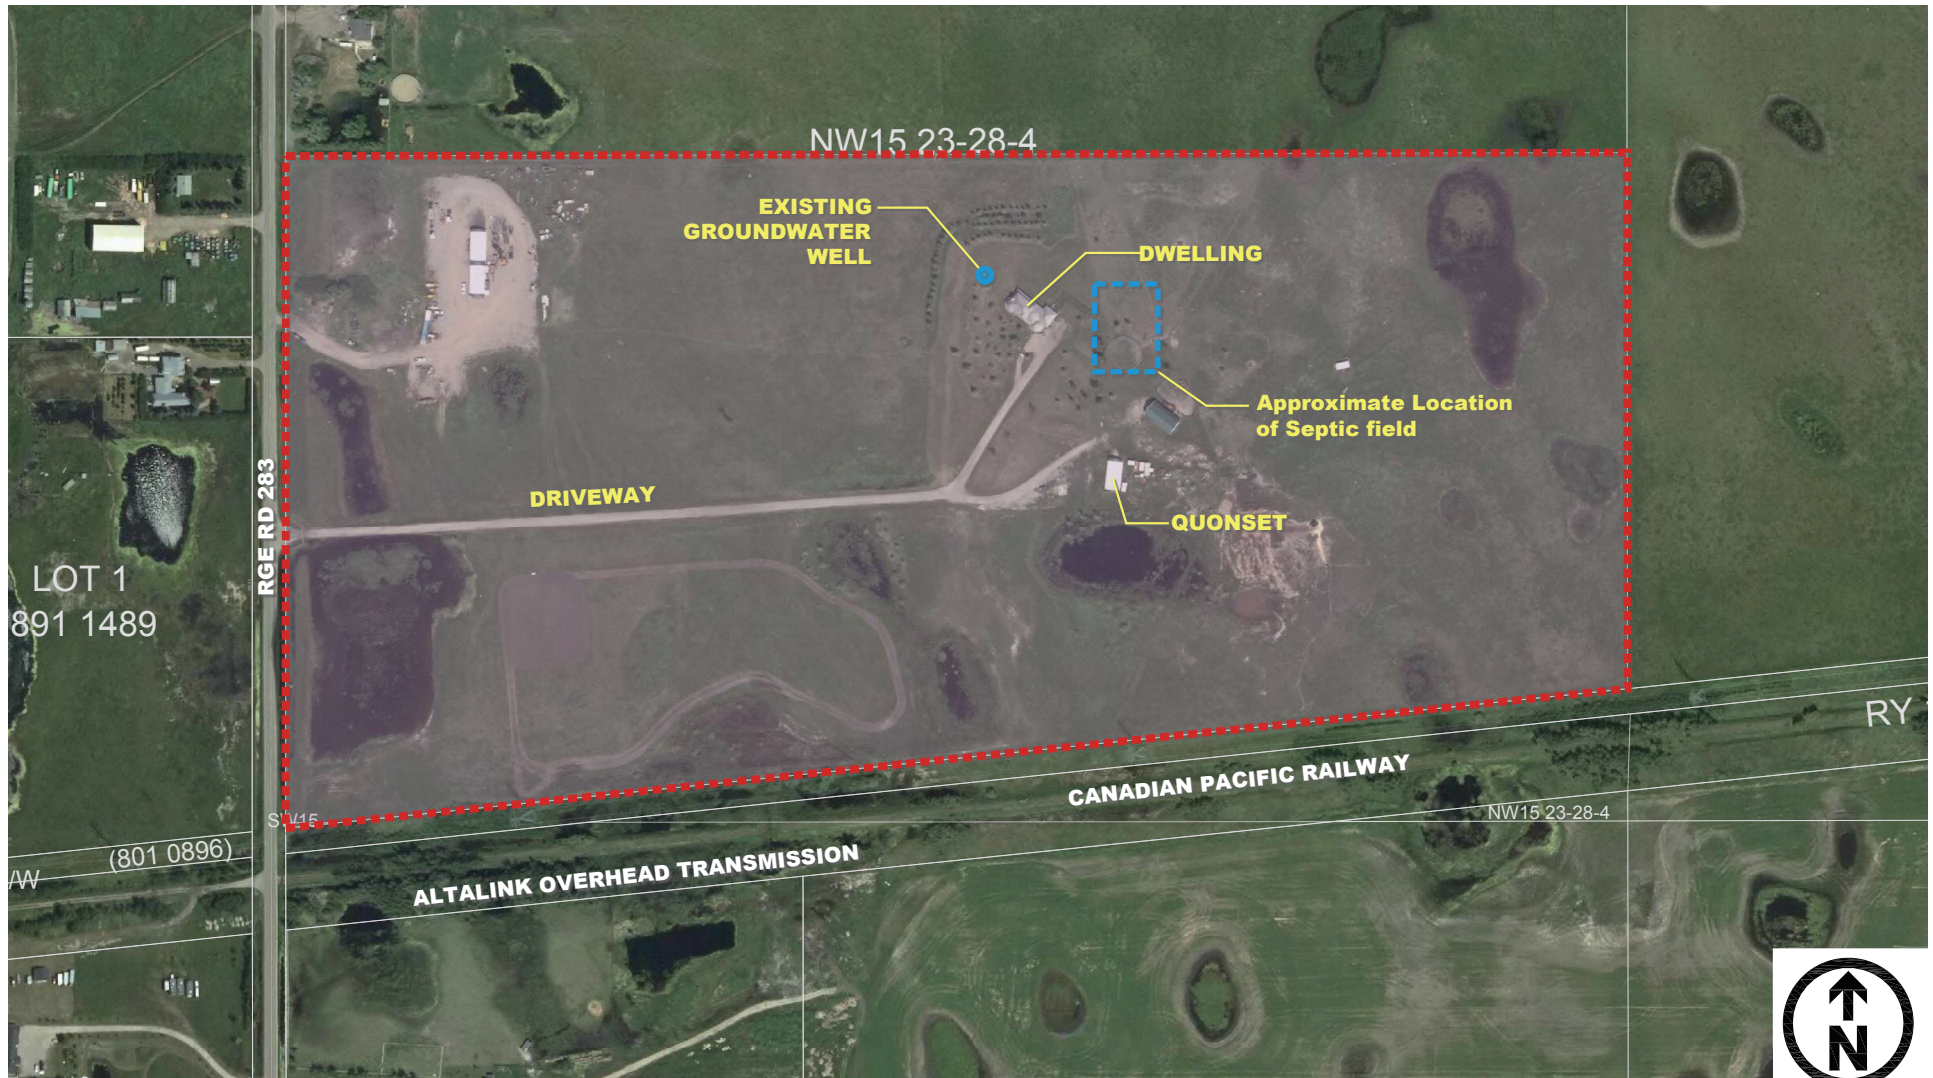 NW15 23-28-4
EXISTING
GROUNDWATER
WELL
DWELLING
Approximate Location
of Septic field
DRIVEWAY
QUONSET
RGE RD 283
LOT 1
891 1489
RY
CANADIAN PACIFIC RAILWAY
NW15 23-28-4
SW15
(801 0896)
/W
ALTALINK OVERHEAD TRANSMISSION
N